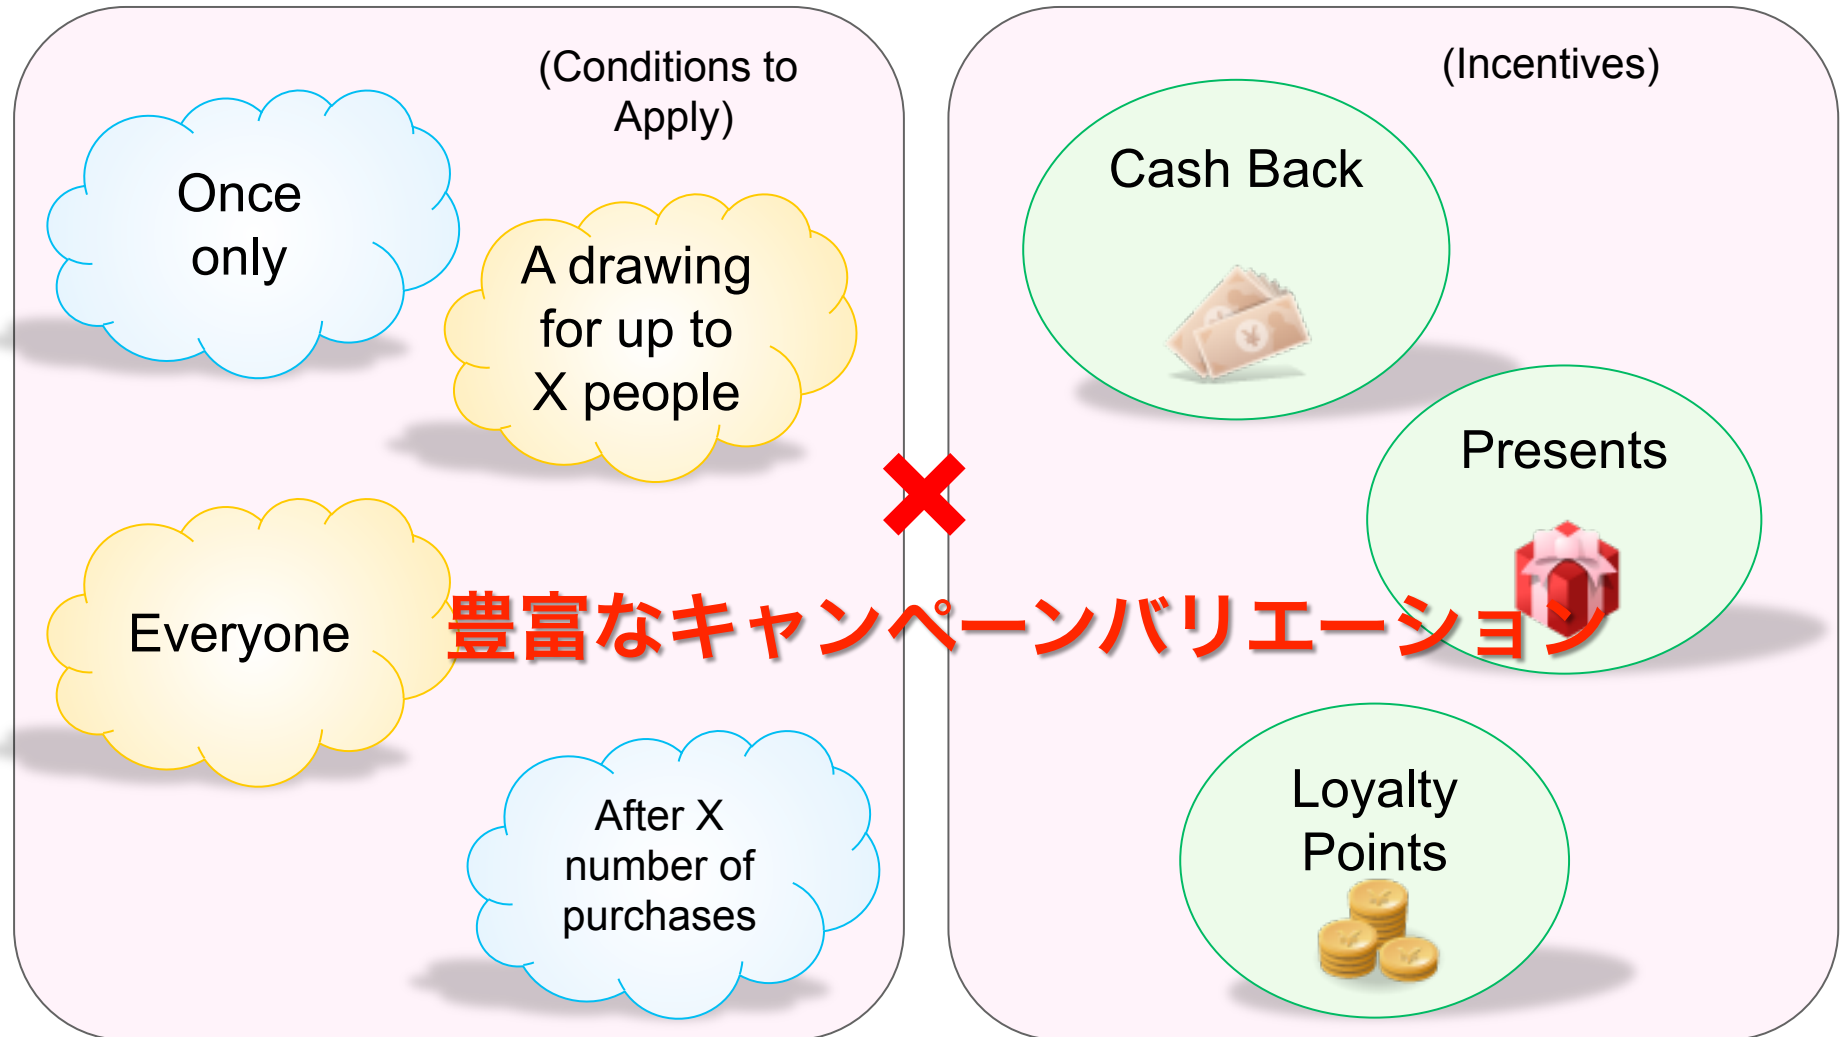 (Conditions to
Apply)
Once
only
A drawing
for up to
X people
Everyone
After X
number of
purchases
(Incentives)
Cash Back
Presents
Loyalty
Points
豊富なキャンペーンバリエーション